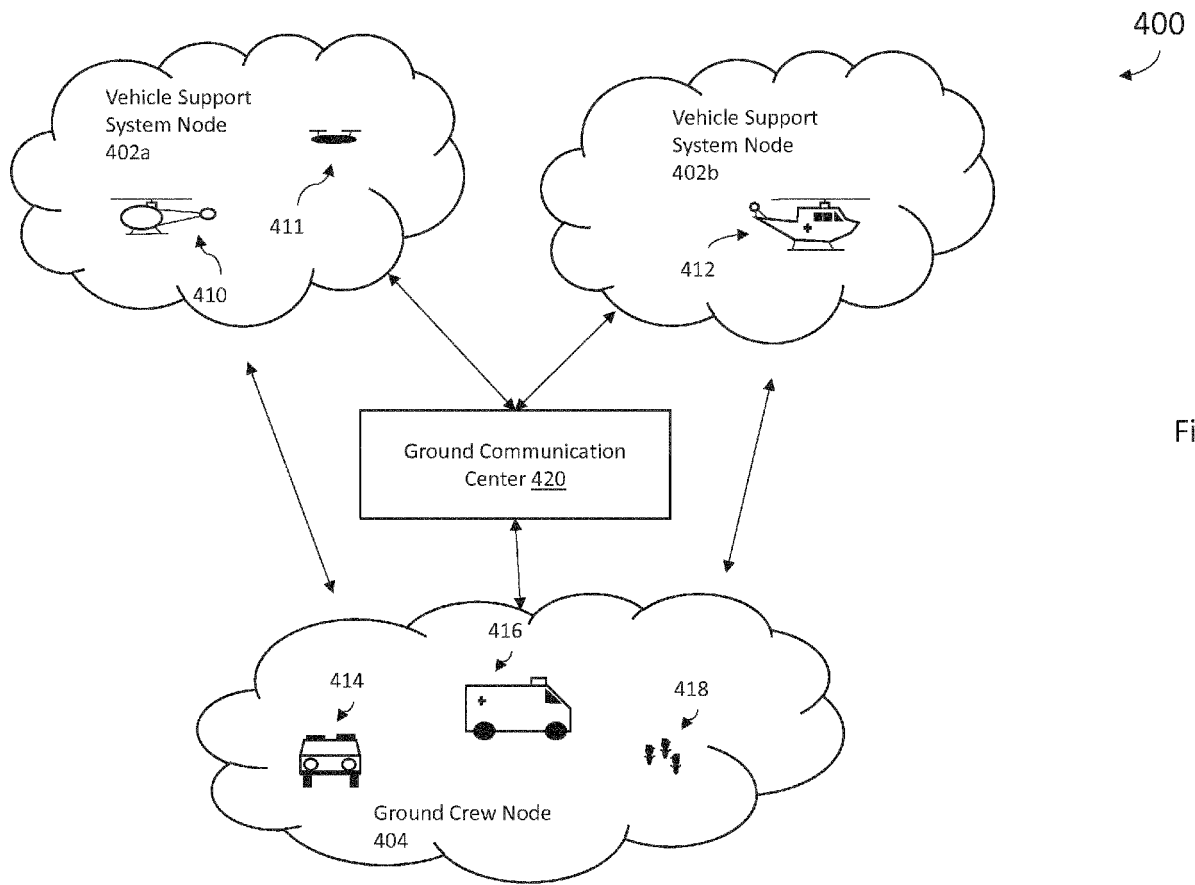 400
Vehicle Support
System Node
402a
411
410
Vehicle Support
System Node
402b
412
Ground Communication
Center 420
Fi
416
414
418
Ground Crew Node
404